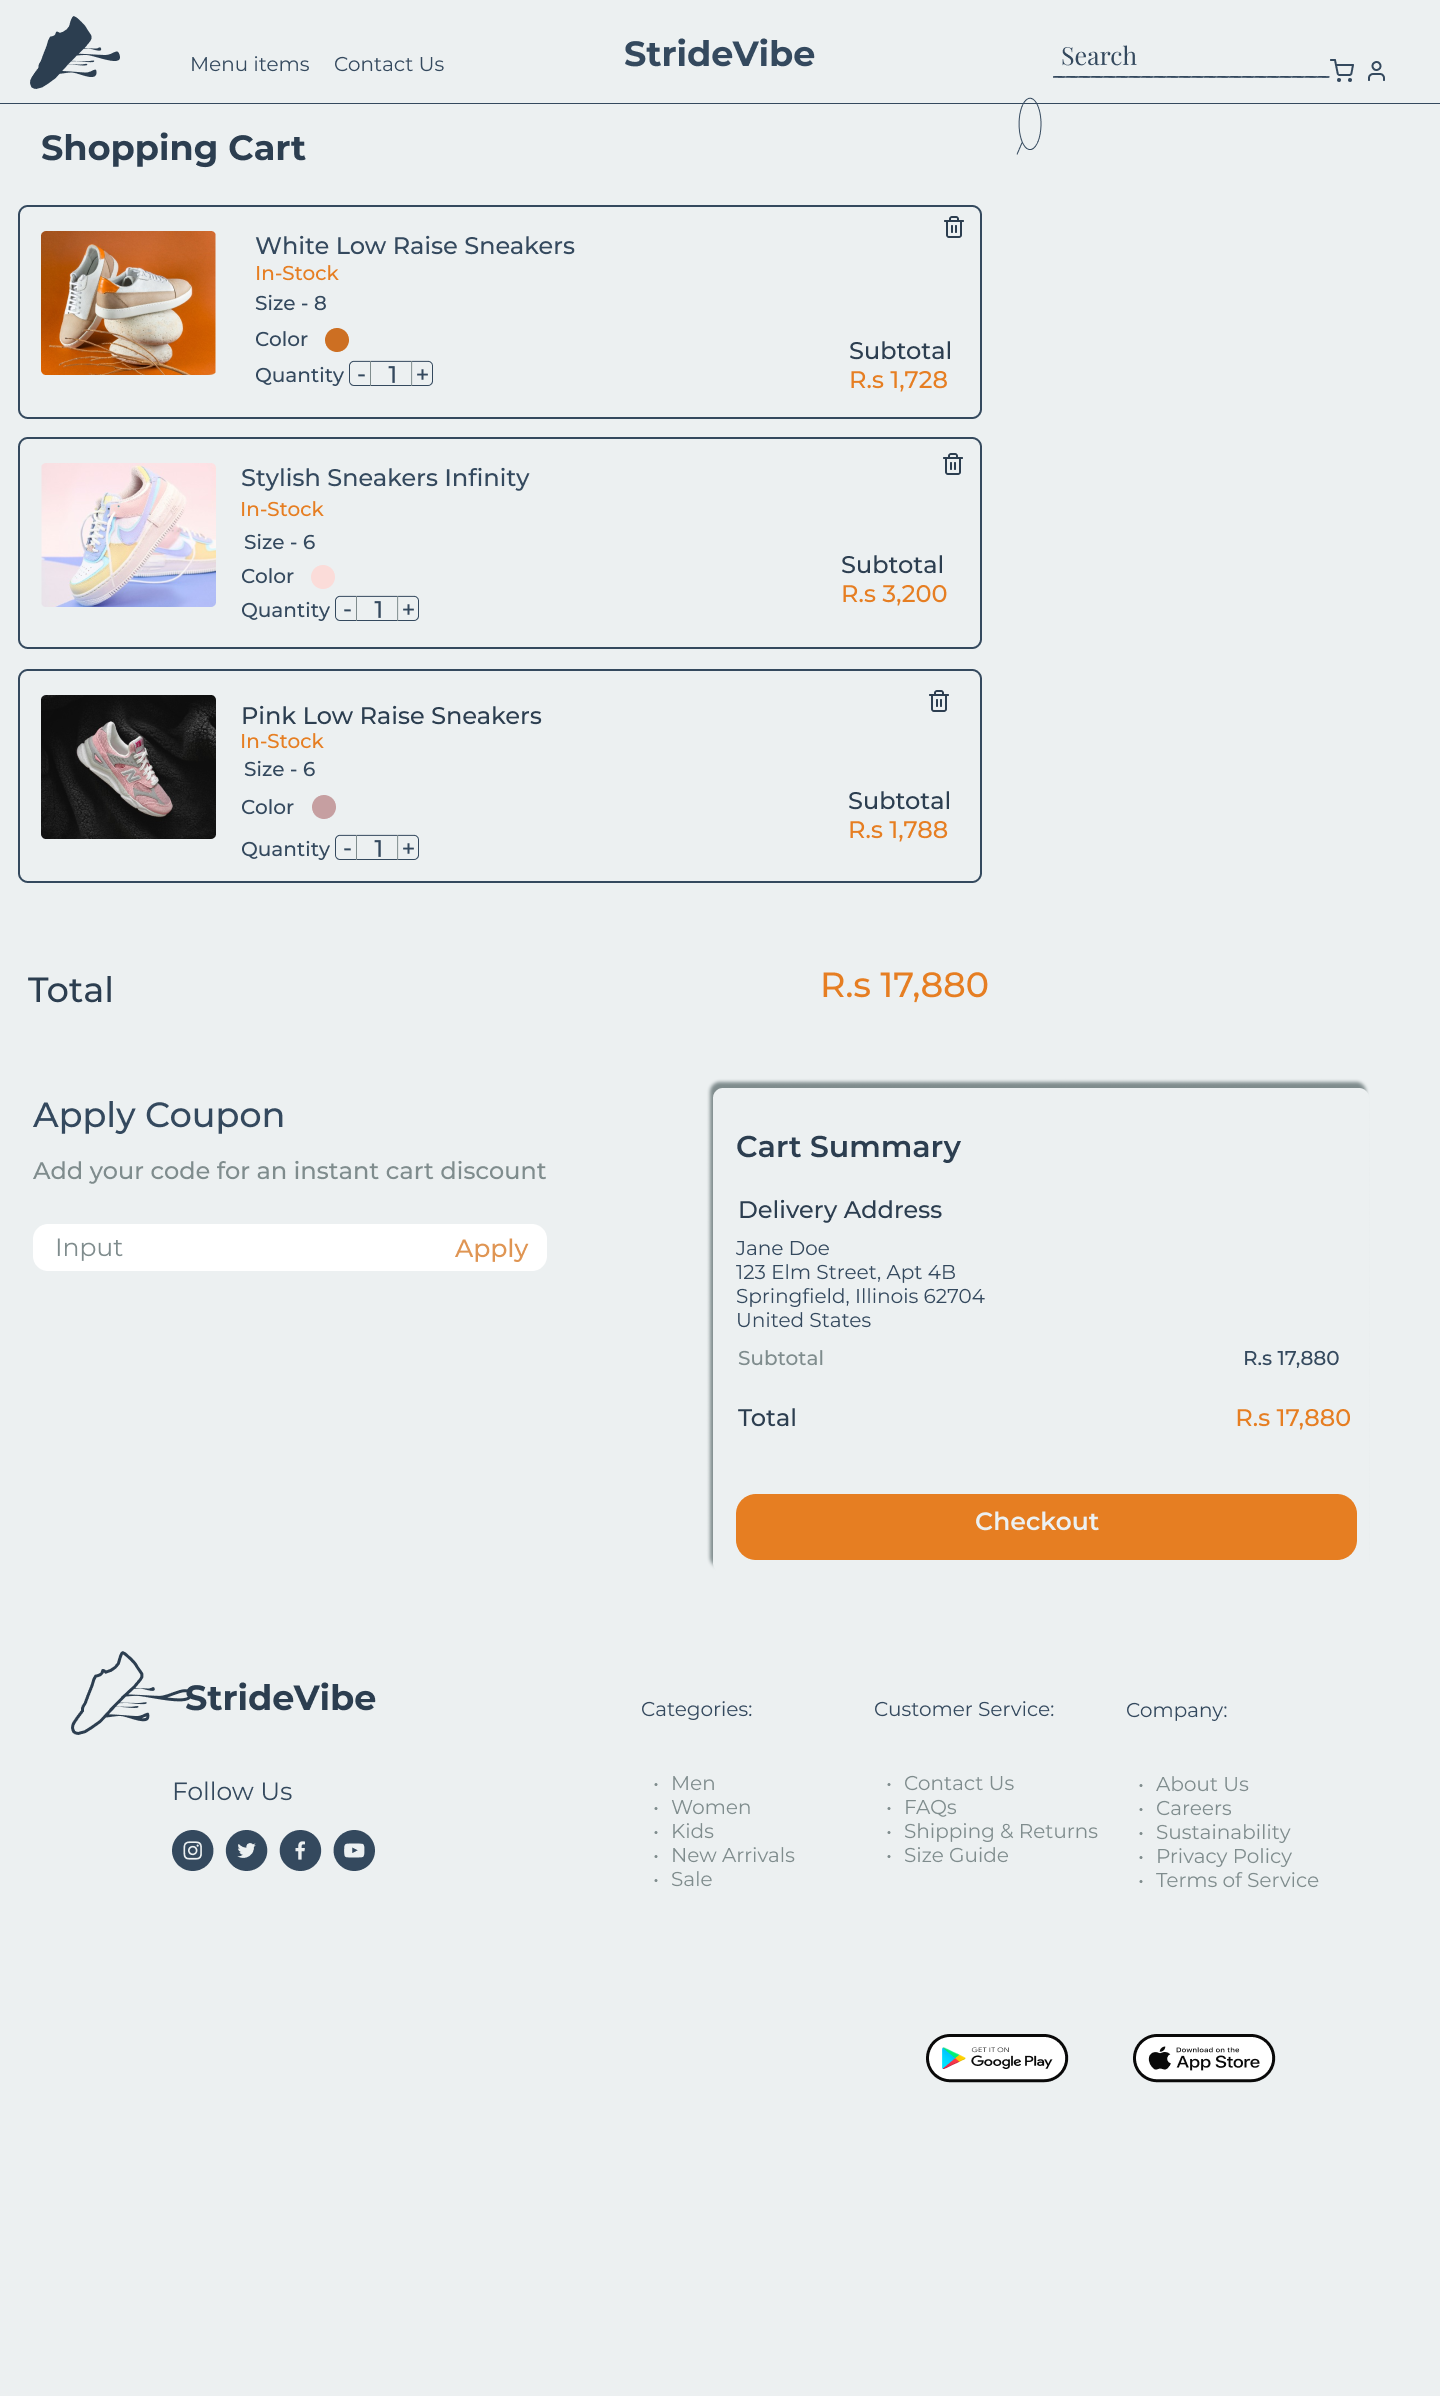 Menu items
Contact Us
StrideVibe
Search
Shopping Cart
White Low Raise Sneakers
In-Stock
Size - 8
Color
Quantity - 1 +
Subtotal
R.s 1,728
Stylish Sneakers Infinity
In-Stock
Size - 6
Color
Quantity - 1 +
Subtotal
R.s 3,200
Pink Low Raise Sneakers
In-Stock
Size - 6
Color
Quantity - 1 +
Subtotal
R.s 1,788
Total
R.s 17,880
Apply Coupon
Add your code for an instant cart discount
Input
Apply
Cart Summary
Delivery Address
Jane Doe
123 Elm Street, Apt 4B
Springfield, Illinois 62704
United States
Subtotal
R.s 17,880
Total
R.s 17,880
Checkout
StrideVibe
Follow Us
Categories:
• Men
• Women
• Kids
• New Arrivals
• Sale
Customer Service:
• Contact Us
• FAQs
• Shipping & Returns
• Size Guide
Company:
• About Us
• Careers
• Sustainability
• Privacy Policy
• Terms of Service
GET IT ON
Google Play
Download on the
App Store